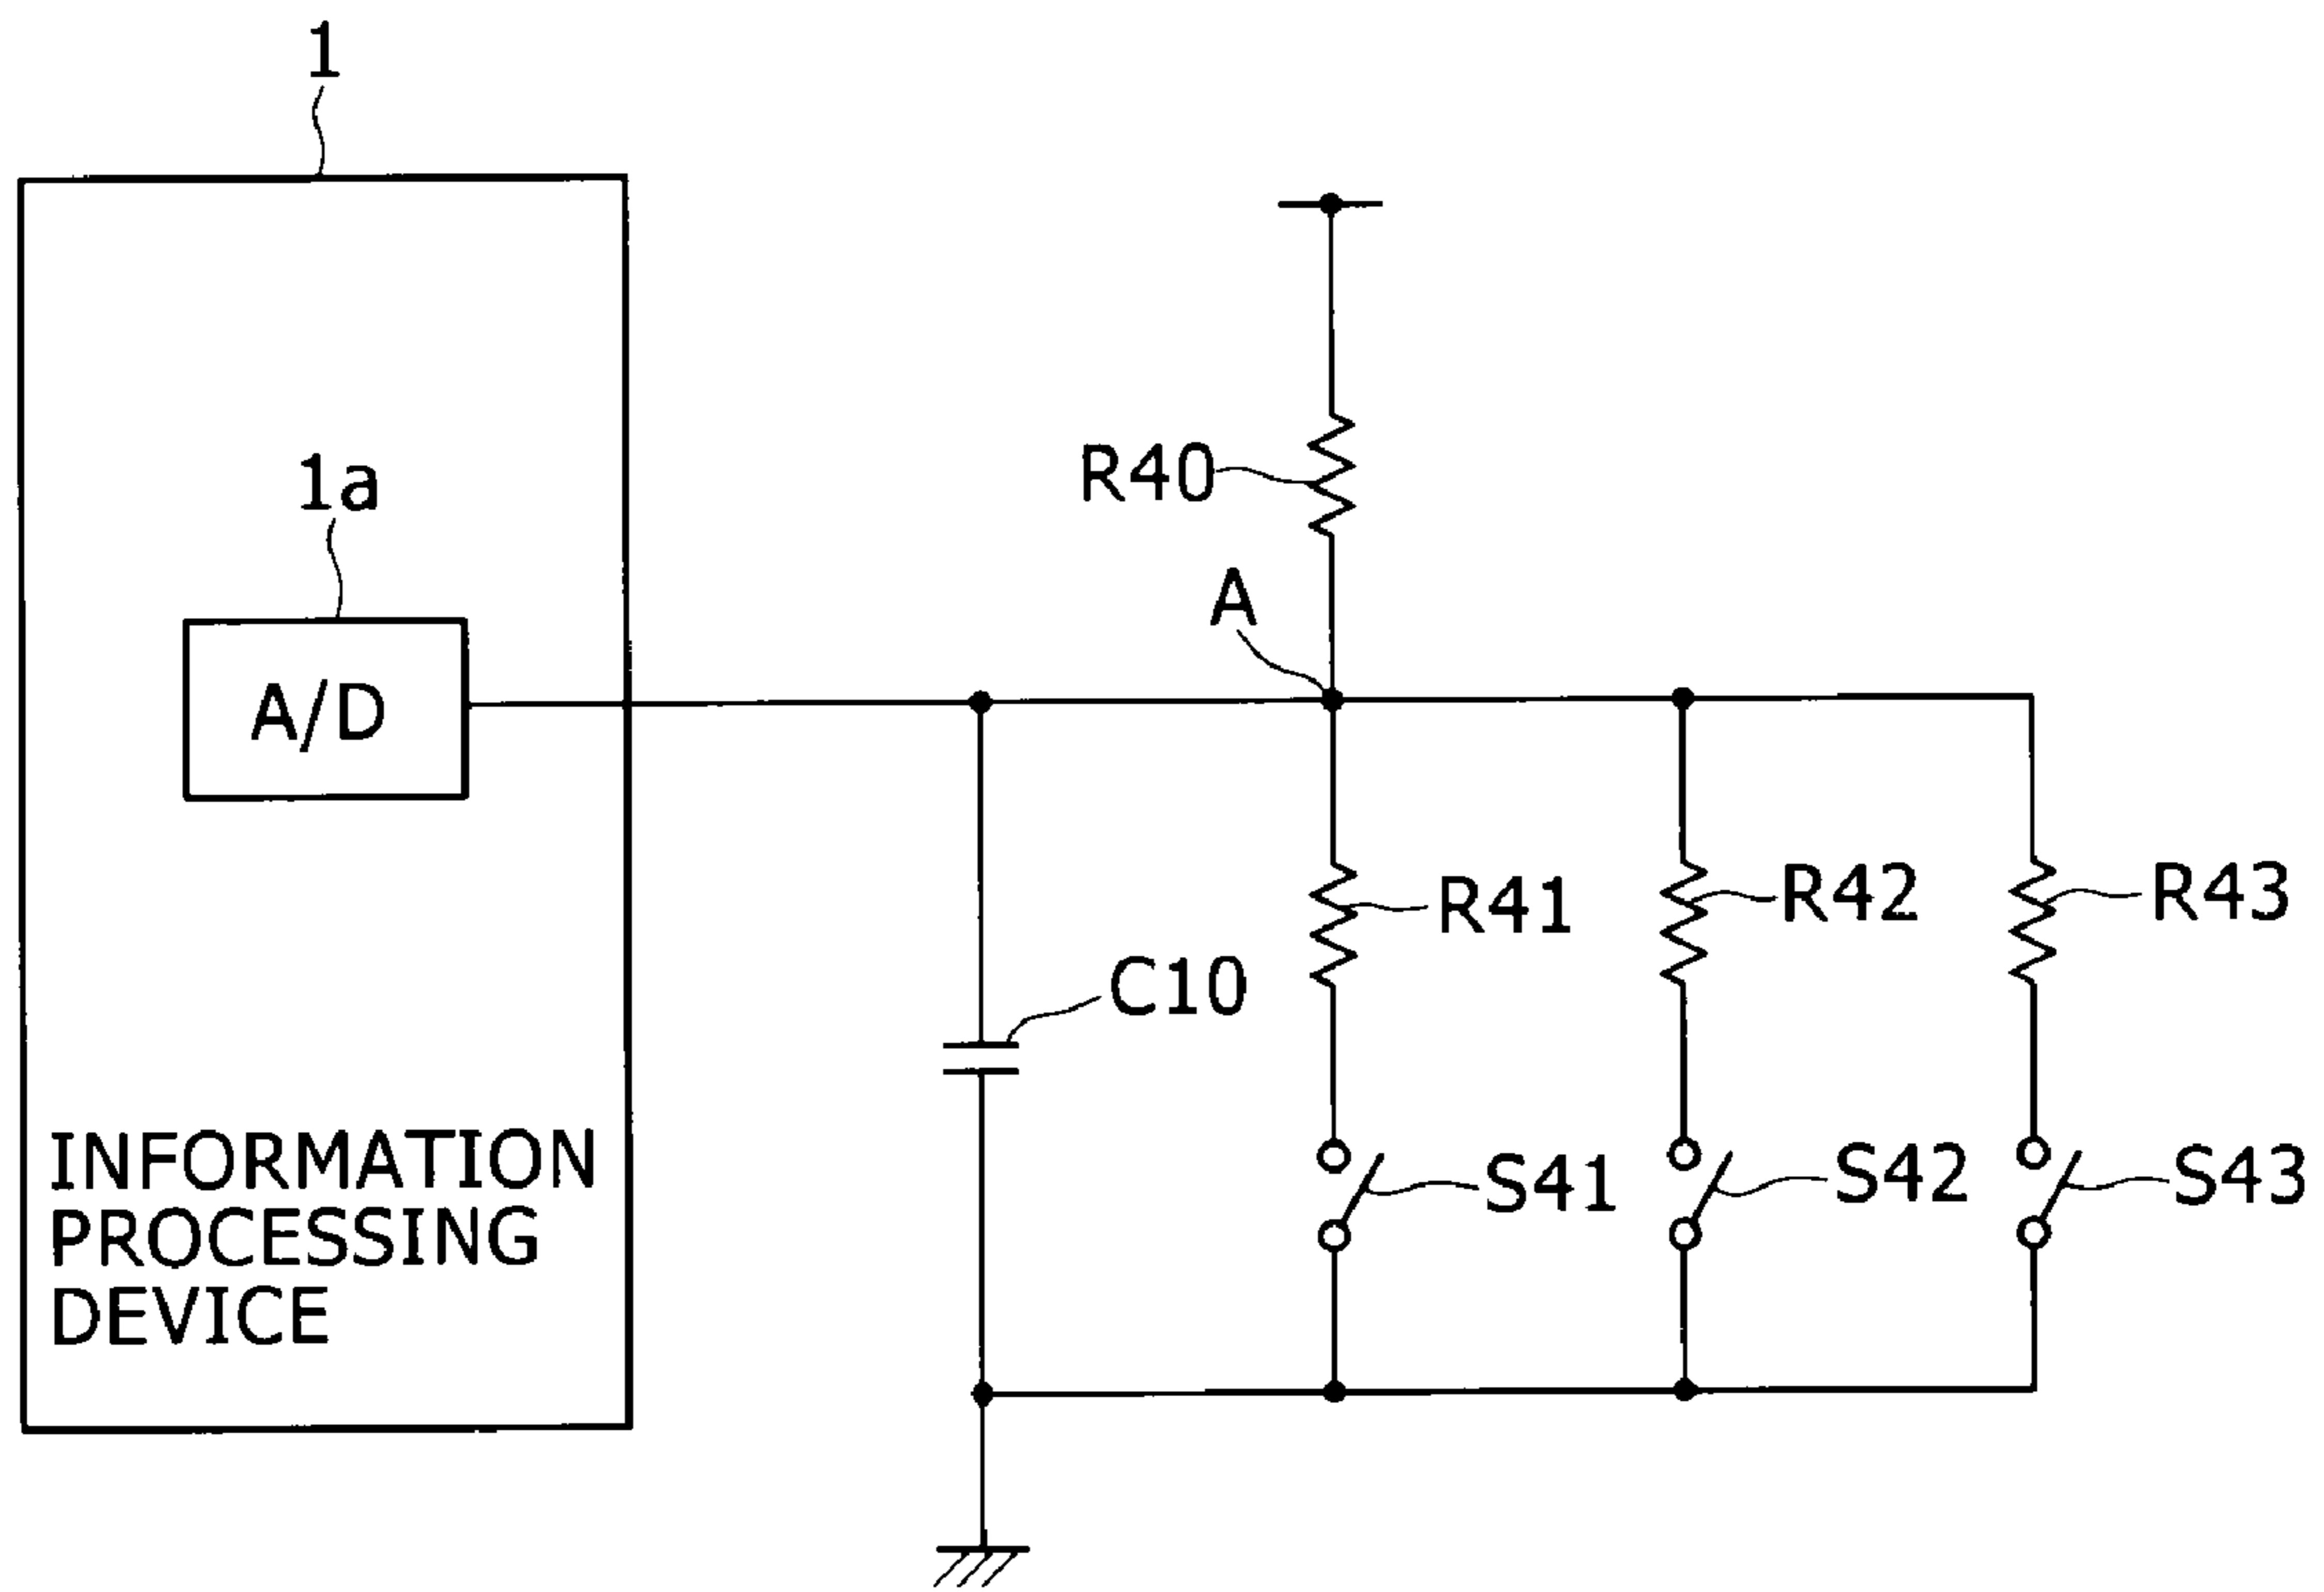 1
1a
A/D
INFORMATION
PROCESSING
DEVICE
R40
A
C10
R41
R42
R43
S41
S42
S43